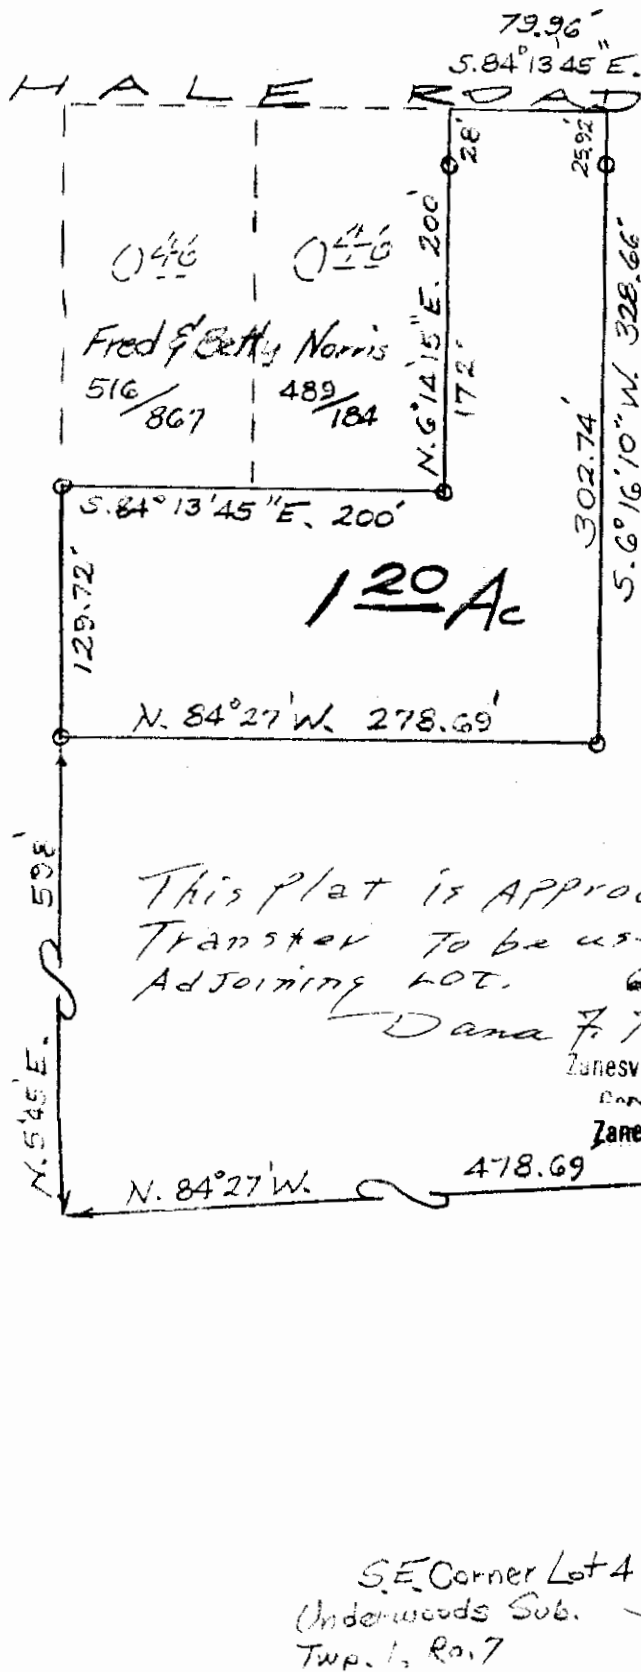 79.96'
S.84°13'45"E.
HALE ROAD
28'
25.92'
N.6°14'15"E. 200'
172'
S.6°16'10"W. 328.66'
302.74'
0.46
0.46
Fred & Betty Norris
516/867
489/184
S.84°13'45"E. 200'
129.72'
1 20 Ac
N. 84°27'W. 278.69'
N.5°45'E. 598'
This Plat is Appro
Transfer To be us
Adjoining Lot.
Dana F.
Zanesv
Zane
N. 84°27'W. 478.69
S.E. Corner Lot 4
Underwoods Sub.
Twp. 1, Rn. 7